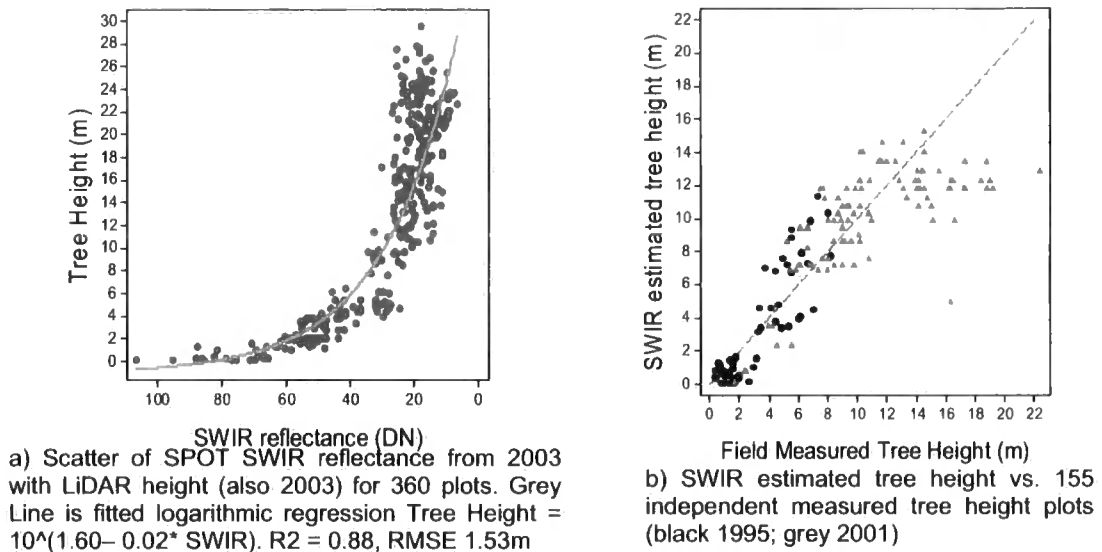 30
28
26
24
22
20
18
16
14
12
10
8
6
4
2
0
Tree Height (m)
100 80 60 40 20 0
SWIR reflectance (DN)
a) Scatter of SPOT SWIR reflectance from 2003
with LiDAR height (also 2003) for 360 plots. Grey
Line is fitted logarithmic regression Tree Height =
10^(1.60– 0.02* SWIR). R2 = 0.88, RMSE 1.53m
22
20
18
16
14
12
10
8
6
4
2
0
SWIR estimated tree height (m)
0 2 4 6 8 10 12 14 16 18 20 22
Field Measured Tree Height (m)
b) SWIR estimated tree height vs. 155
independent measured tree height plots
(black 1995; grey 2001)